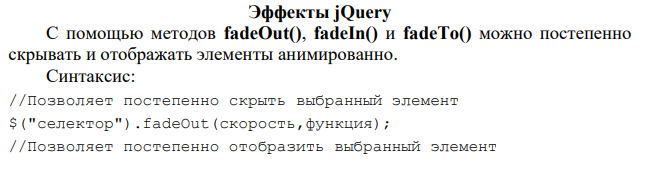 Эффекты jQuery
С помощью методов fadeOut(), fadeIn() и fadeTo() можно постепенно
скрывать и отображать элементы анимированно.
Синтаксис:
//Позволяет постепенно скрыть выбранный элемент
$("селектор").fadeOut(скорость,функция);
//Позволяет постепенно отобразить выбранный элемент